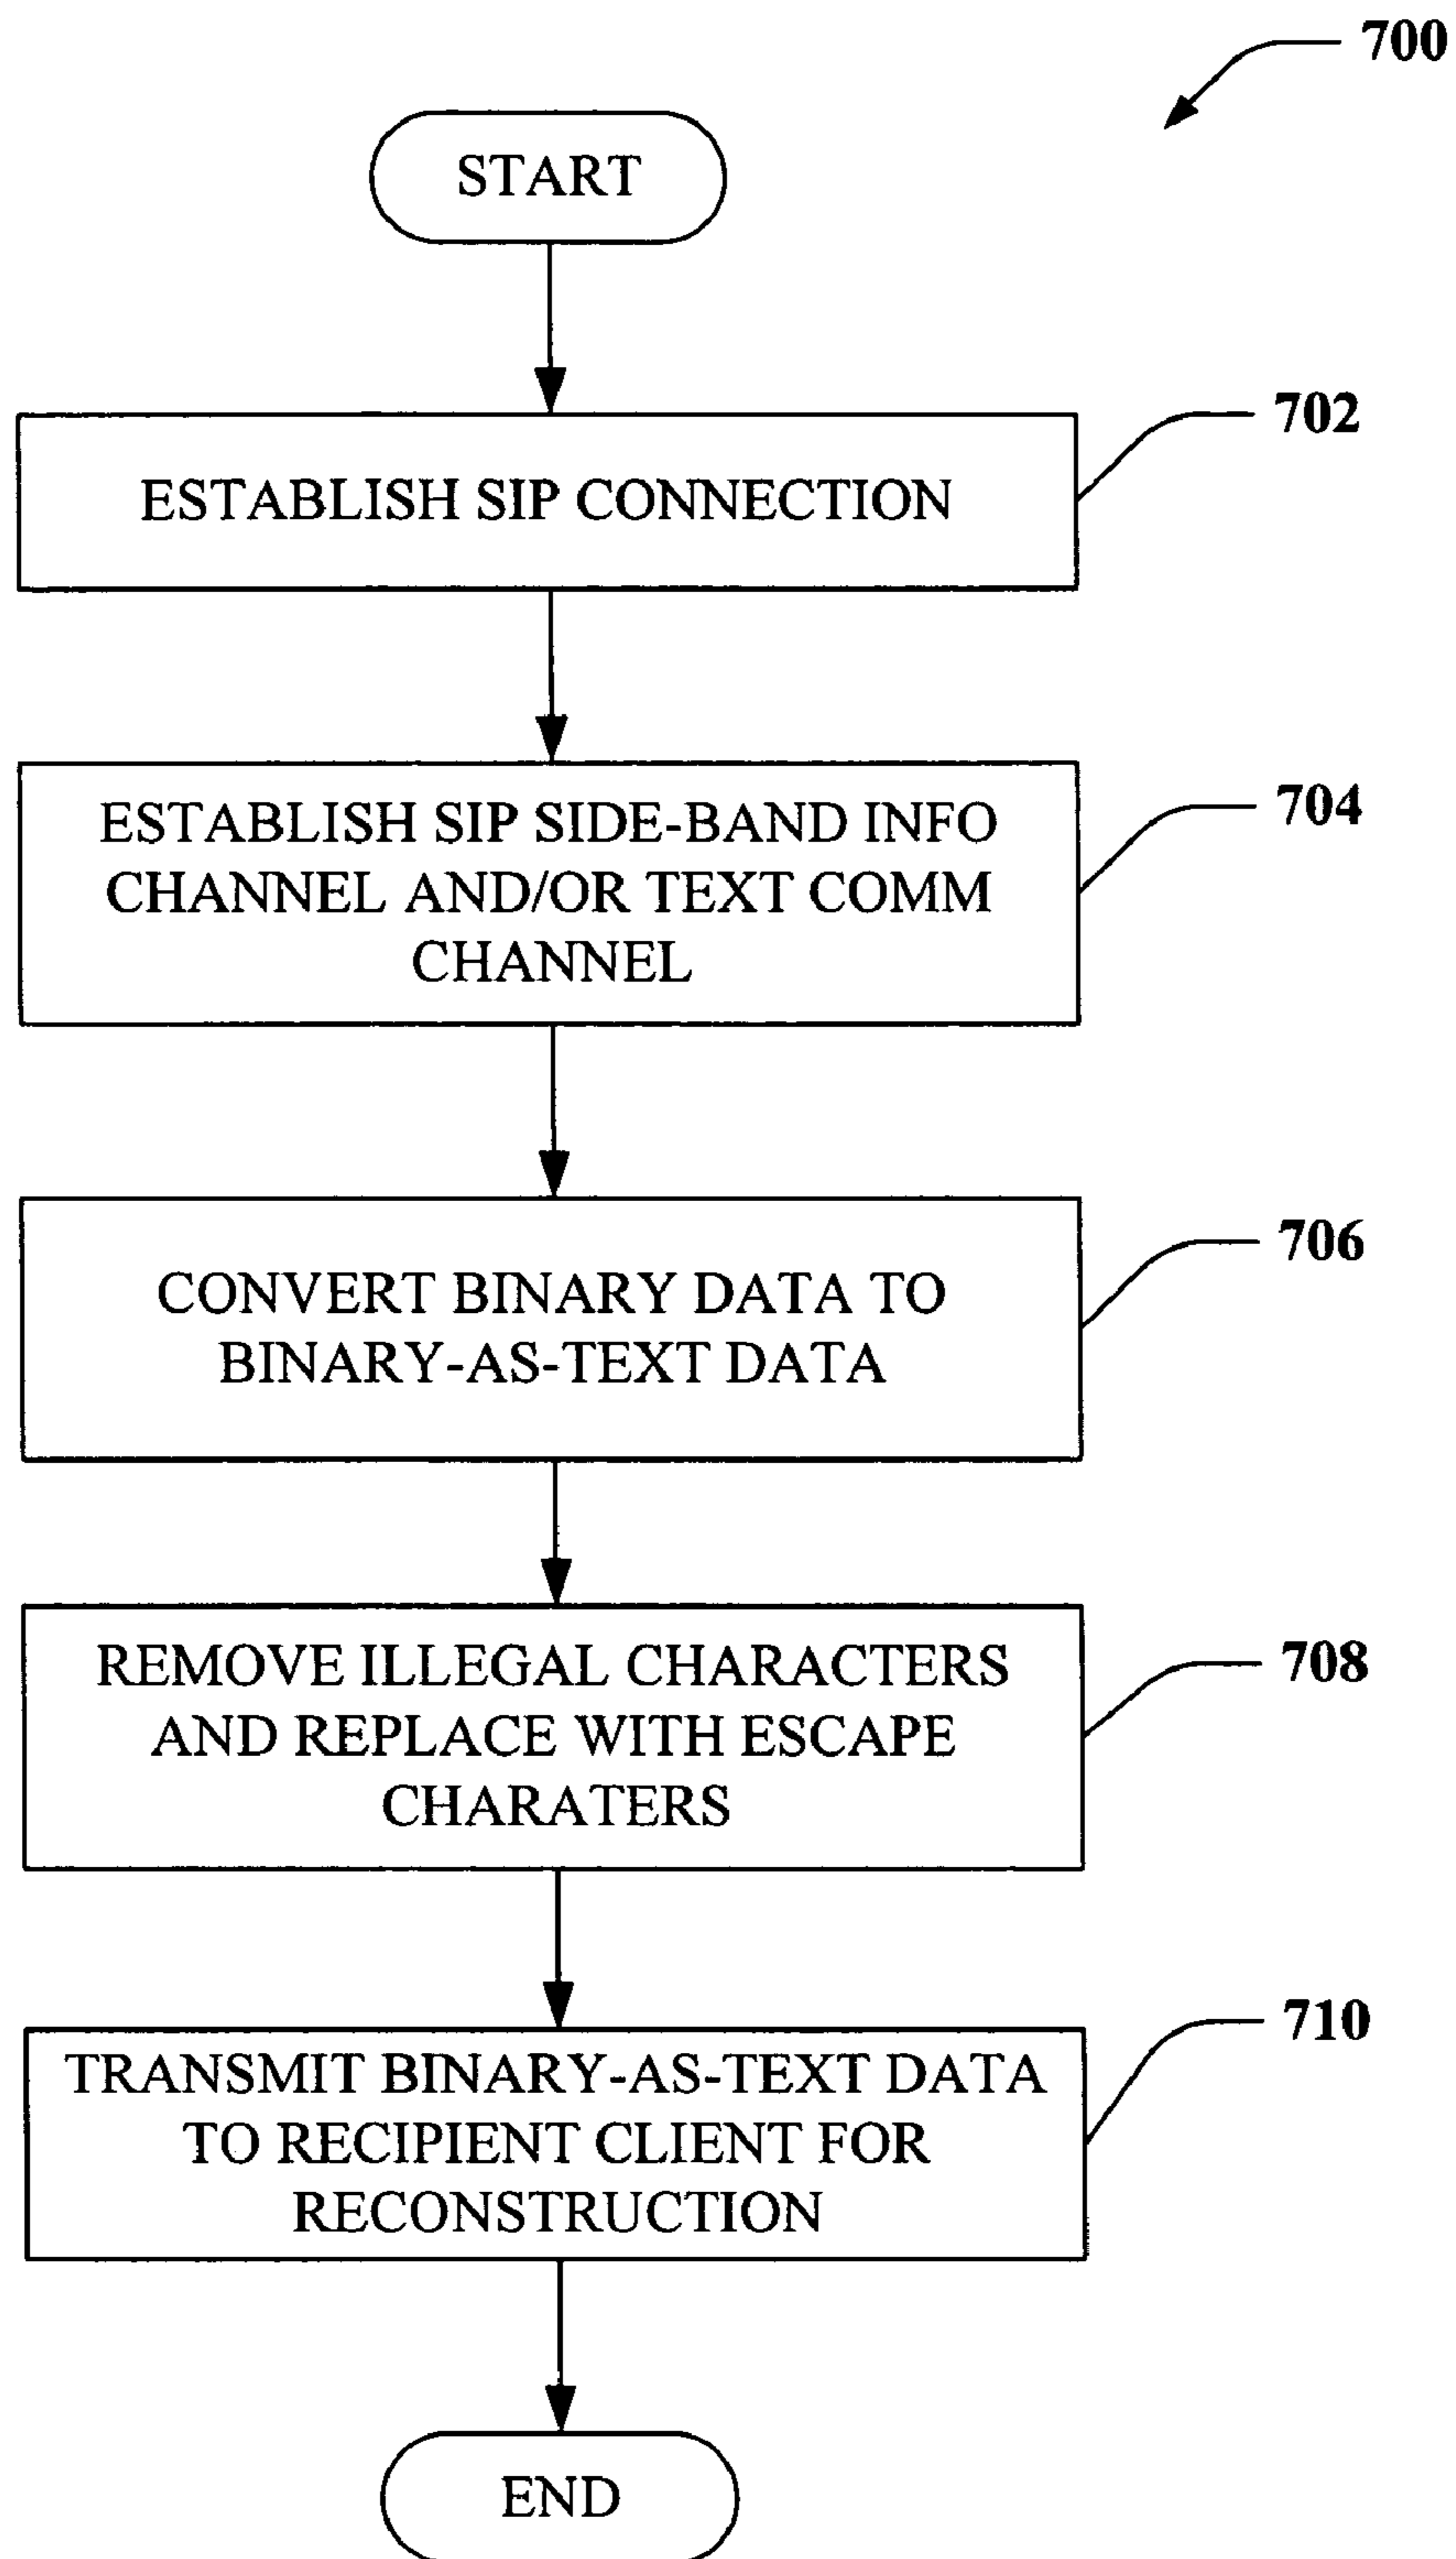 700
START
702
ESTABLISH SIP CONNECTION
704
ESTABLISH SIP SIDE-BAND INFO
CHANNEL AND/OR TEXT COMM
CHANNEL
706
CONVERT BINARY DATA TO
BINARY-AS-TEXT DATA
708
REMOVE ILLEGAL CHARACTERS
AND REPLACE WITH ESCAPE
CHARATERS
710
TRANSMIT BINARY-AS-TEXT DATA
TO RECIPIENT CLIENT FOR
RECONSTRUCTION
END